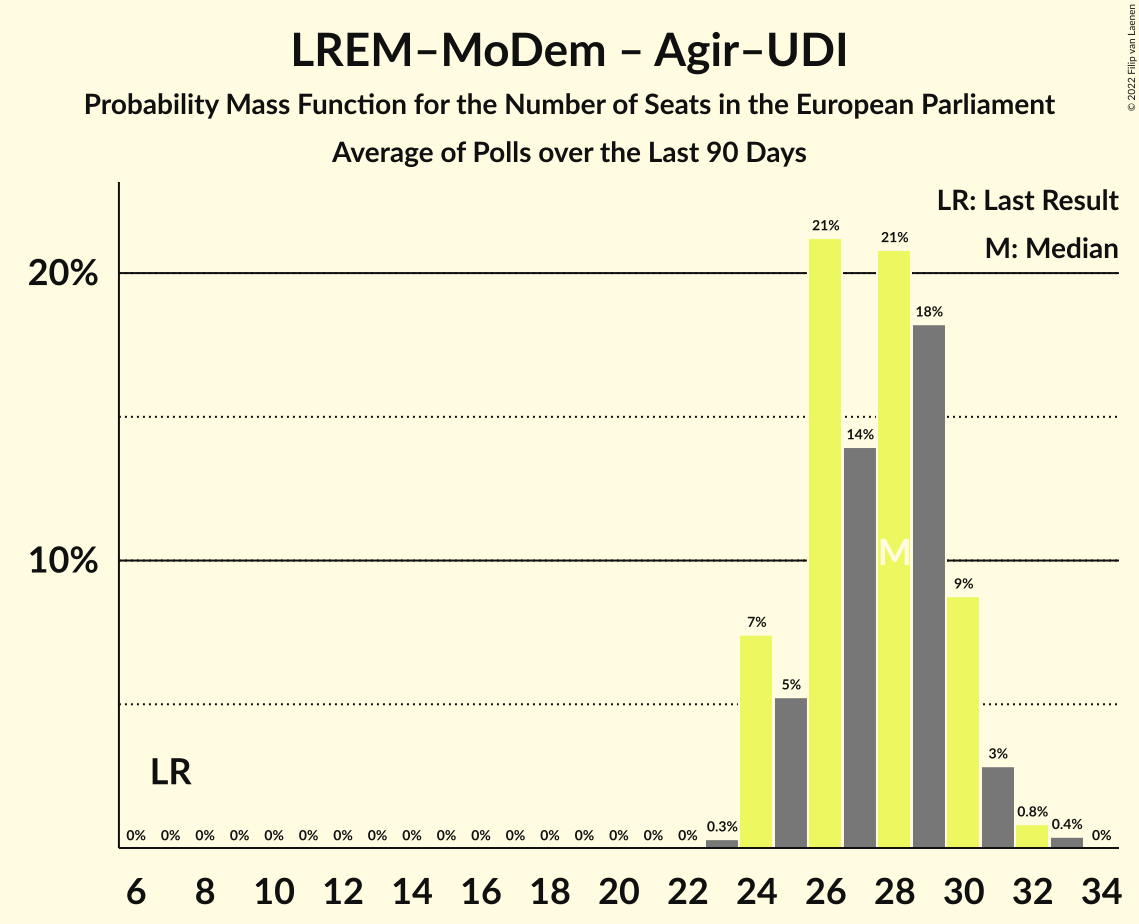 LREM–MoDem – Agir–UDI
Probability Mass Function for the Number of Seats in the European Parliament
Average of Polls over the Last 90 Days
© 2022 Filip van Laenen
LR: Last Result
M: Median
20%
10%
21%
21%
18%
14%
M
9%
7%
5%
3%
LR
0% 0% 0% 0% 0% 0% 0% 0% 0% 0% 0% 0% 0% 0% 0% 0% 0% 0.3% 0.8% 0.4% 0%
6 8 10 12 14 16 18 20 22 24 26 28 30 32 34